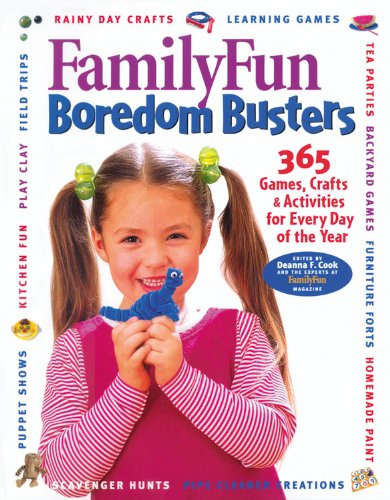 RAINY DAY CRAFTS
LEARNING GAMES
FamilyFun
Boredom Busters
365
Games, Crafts
& Activities
for Every Day
of the Year
EDITED BY
Deanna F. Cook
AND THE EXPERTS AT
FamilyFun
MAGAZINE
TEA PARTIES
BACKYARD GAMES
FURNITURE FORTS
HOMEMADE PAINT
FIELD TRIPS
PLAY CLAY
KITCHEN FUN
PUPPET SHOWS
SCAVENGER HUNTS
PIPE CLEANER CREATIONS